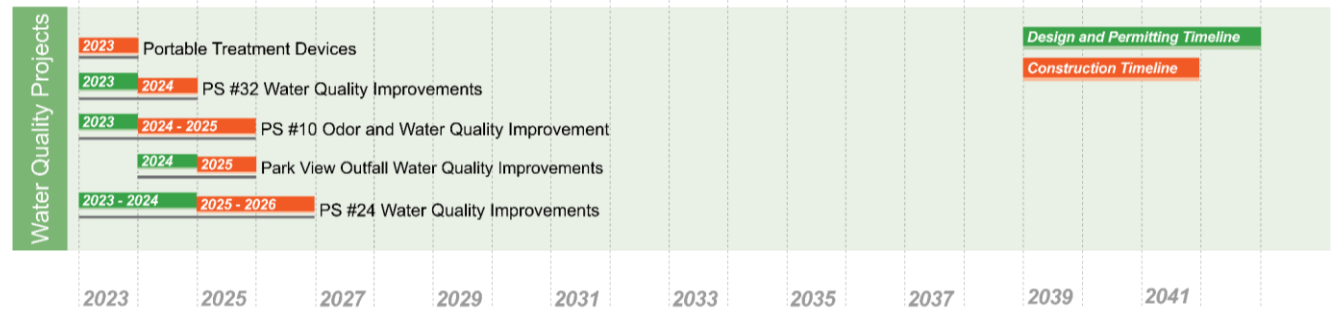 Water Quality Projects
2023 Portable Treatment Devices
2023 2024 PS #32 Water Quality Improvements
2023 2024 - 2025 PS #10 Odor and Water Quality Improvement
2024 2025 Park View Outfall Water Quality Improvements
2023 - 2024 2025 - 2026 PS #24 Water Quality Improvements
Design and Permitting Timeline
Construction Timeline
2023 2025 2027 2029 2031 2033 2035 2037 2039 2041